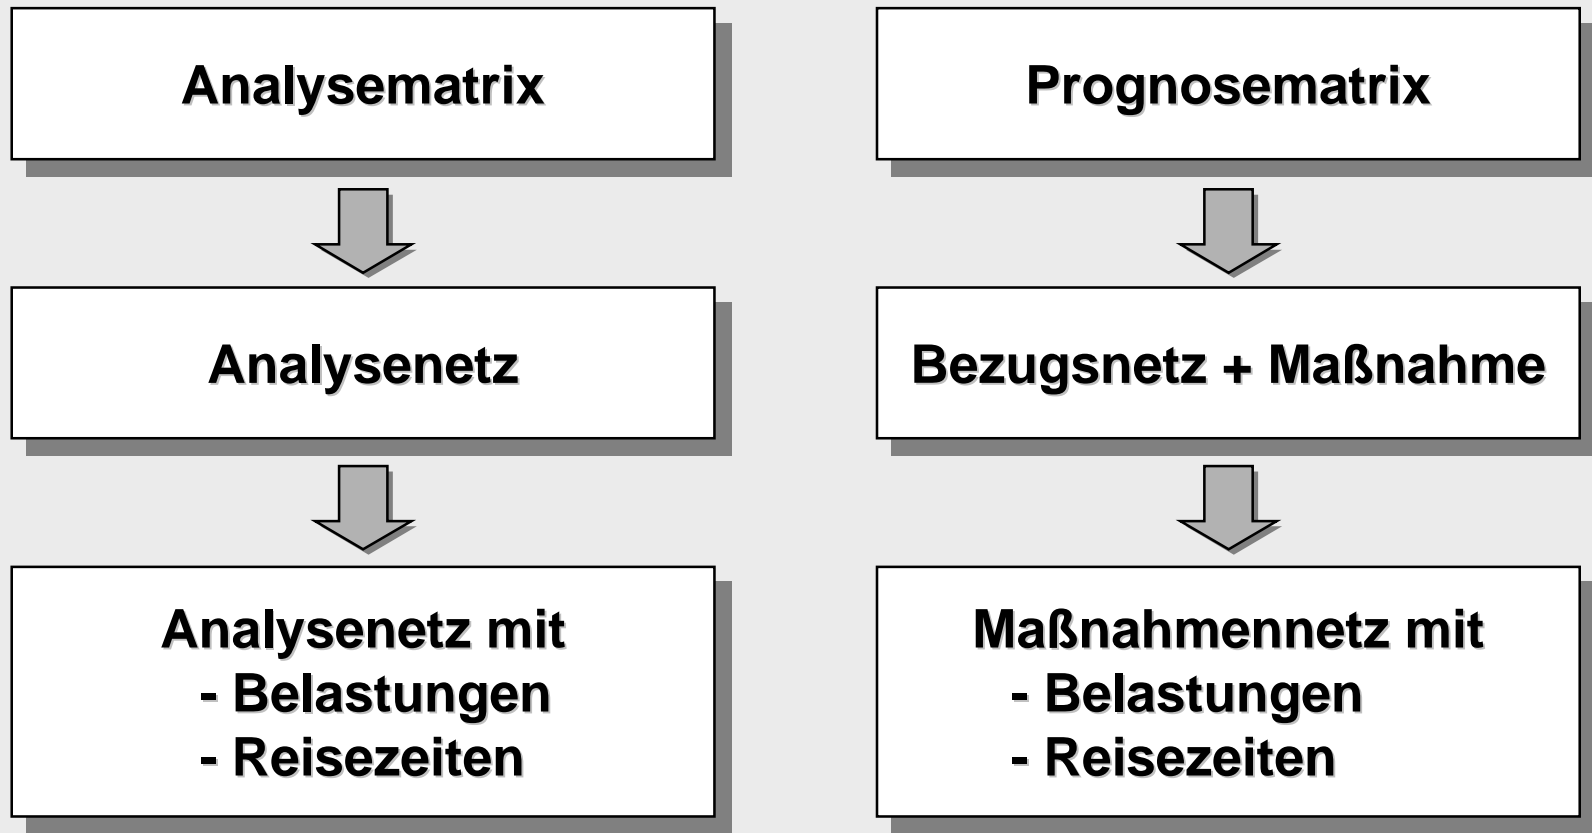 Analysematrix
Analysenetz
Analysenetz mit
- Belastungen
- Reisezeiten
Prognosematrix
Bezugsnetz + Maßnahme
Maßnahmennetz mit
- Belastungen
- Reisezeiten